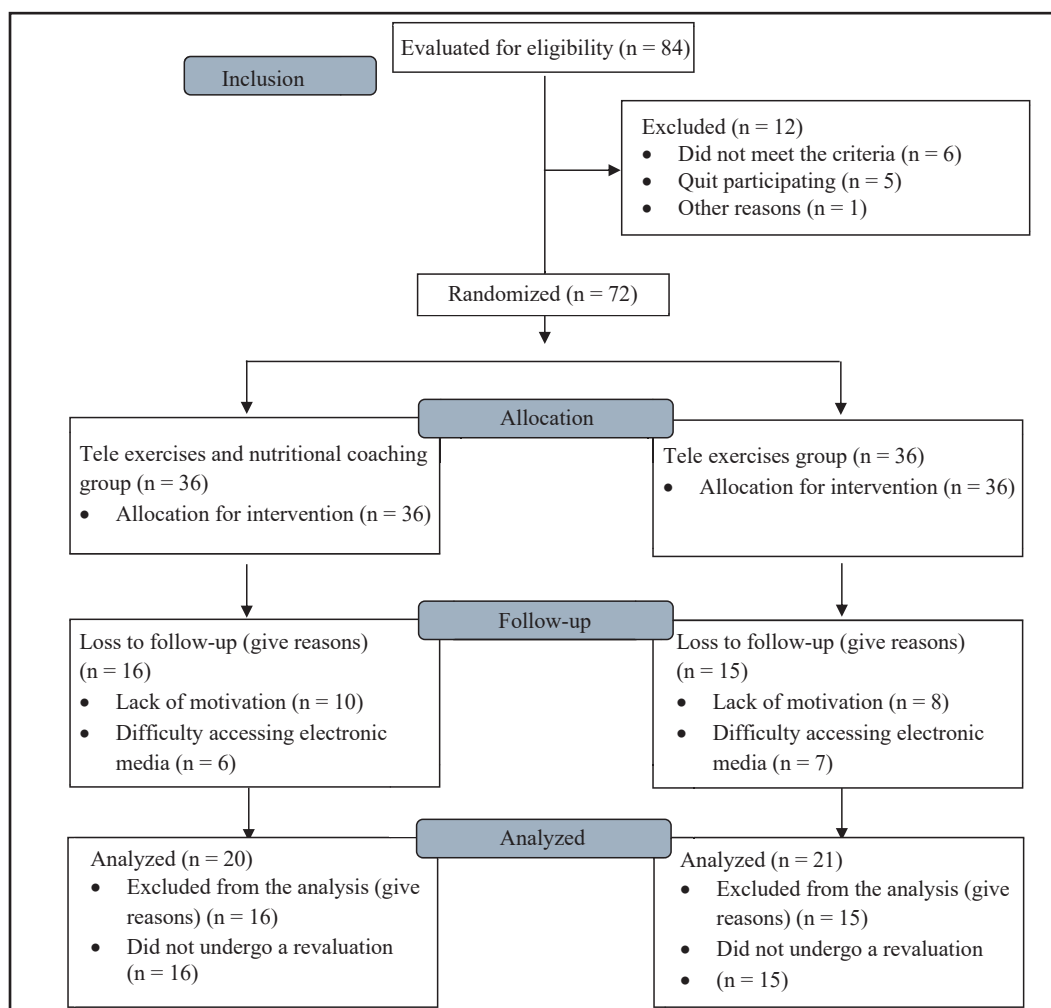 Evaluated for eligibility (n = 84)
Inclusion
Excluded (n = 12)
• Did not meet the criteria (n = 6)
• Quit participating (n = 5)
• Other reasons (n = 1)
Randomized (n = 72)
Allocation
Tele exercises and nutritional coaching
group (n = 36)
• Allocation for intervention (n = 36)
Tele exercises group (n = 36)
• Allocation for intervention (n = 36)
Follow-up
Loss to follow-up (give reasons)
(n = 16)
• Lack of motivation (n = 10)
• Difficulty accessing electronic
media (n = 6)
Loss to follow-up (give reasons)
(n = 15)
• Lack of motivation (n = 8)
• Difficulty accessing electronic
media (n = 7)
Analyzed
Analyzed (n = 20)
• Excluded from the analysis (give
reasons) (n = 16)
• Did not undergo a revaluation
(n = 16)
Analyzed (n = 21)
• Excluded from the analysis (give
reasons) (n = 15)
• Did not undergo a revaluation
• (n = 15)